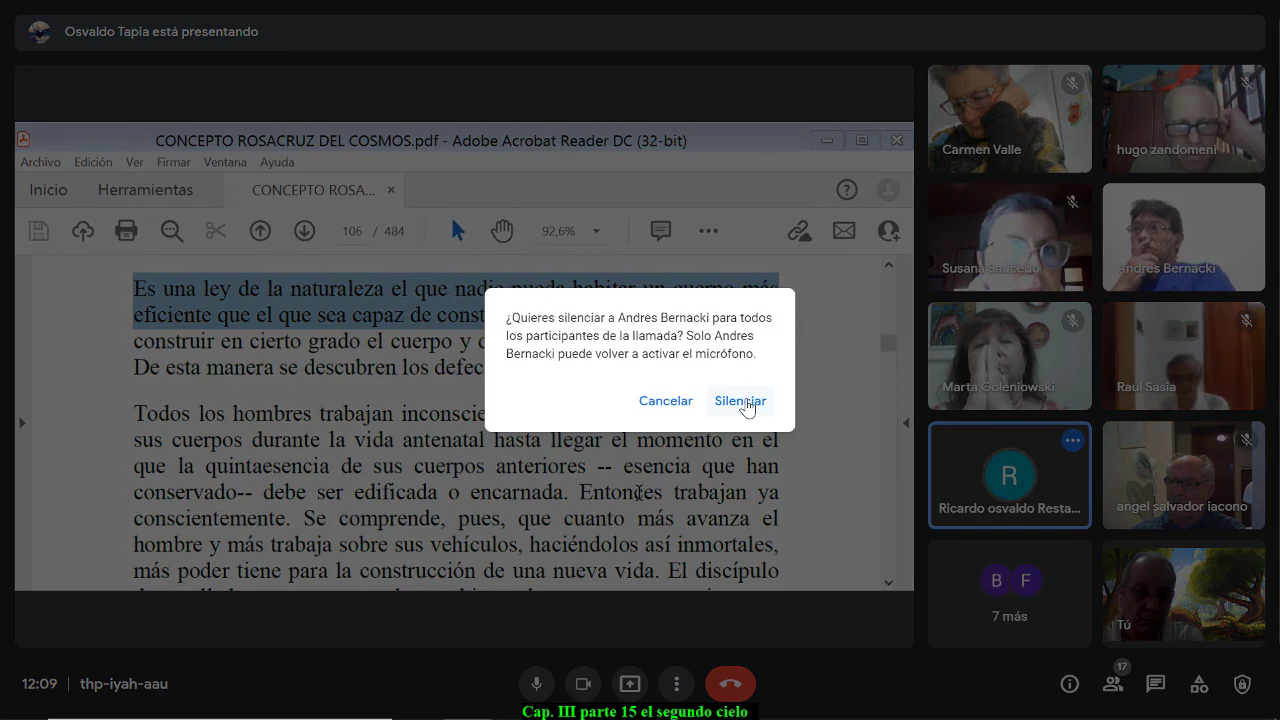 Osvaldo Tapla está presentando
CONCEPTO ROSACRUZ DEL COSMOS.pdf - Adobe Acrobat Reader DC (32-bit)
Archivo Edición Ver Firmar Ventana Ayuda
Inicio Herramientas CONCEPTO ROSA... ×
106 / 484 92,6%
Es una ley de la naturaleza el que nadie pueda habitar un cuerpo más
eficiente que el que sea capaz de const
construir en cierto grado el cuerpo y
De esta manera se descubren los defec
Todos los hombres trabajan inconscie
sus cuerpos durante la vida antenatal hasta llegar el momento en el
que la quintaesencia de sus cuerpos anteriores -- esencia que han
conservado-- debe ser edificada o encarnada. Entonces trabajan ya
conscientemente. Se comprende, pues, que cuanto más avanza el
hombre y más trabaja sobre sus vehículos, haciéndolos así inmortales,
más poder tiene para la construcción de una nueva vida. El discípulo
¿Quieres silenciar a Andres Bernacki para todos
los participantes de la llamada? Solo Andres
Bernacki puede volver a activar el micrófono.
Cancelar Silenciar
Carmen Valle
hugo zandomeni
Susana Saucedo
Andres Bernacki
Marta Goleniowski
Raul Sasia
R
Ricardo osvaldo Resta...
angel salvador iacono
B F
7 más
Tú
12:09 | thp-iyah-aau
17
Cap. III parte 15 el segundo cielo